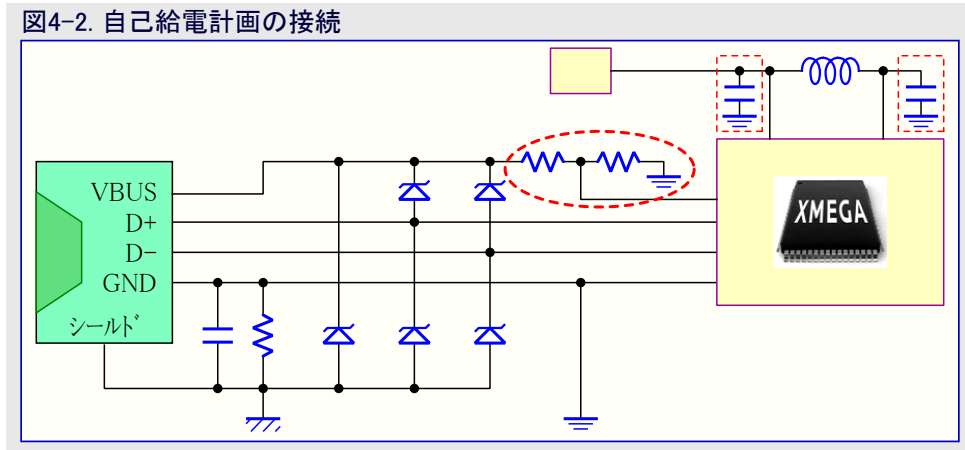 図4-2. 自己給電計画の接続
VBUS
D+
D-
GND
シールド
XMEGA